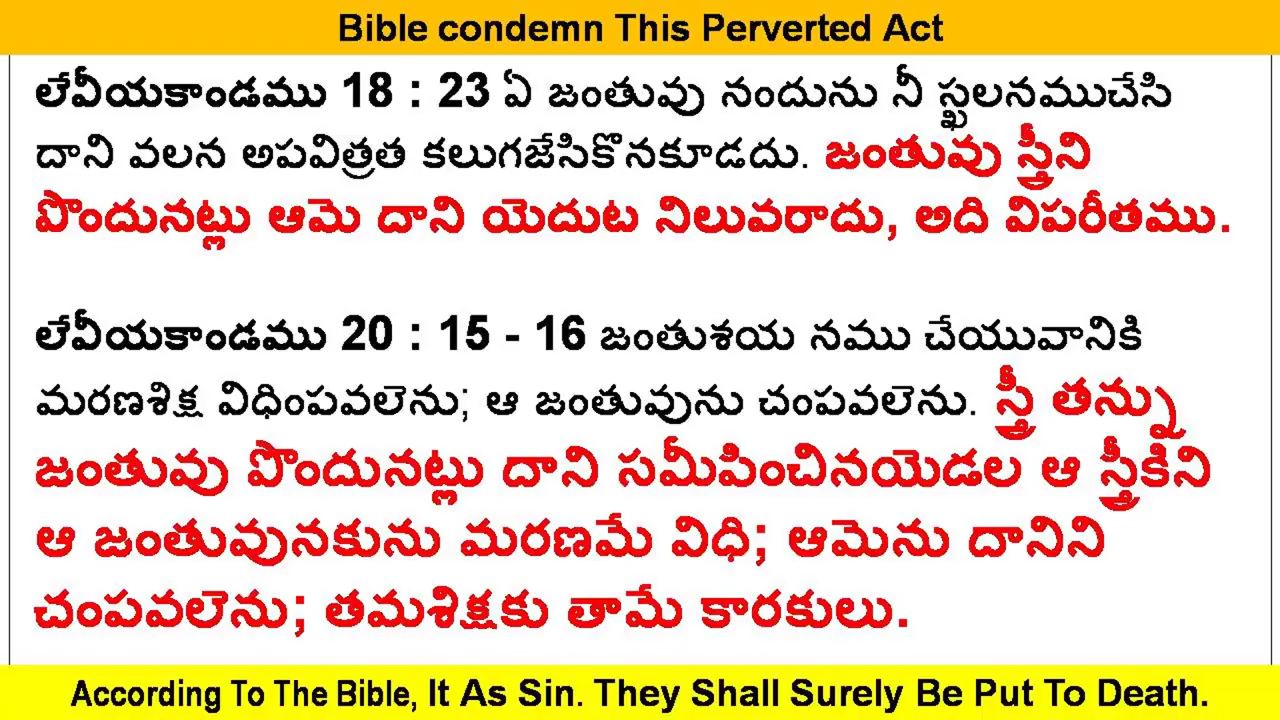 Bible condemn This Perverted Act
లేవీయకాండము 18 : 23 ఏ జంతువు నందును నీ స్ఖలనముచేసి
దాని వలన అపవిత్రత కలుగజేసికొనకూడదు. జంతువు స్త్రీని
పొందునట్లు ఆమె దాని యెదుట నిలువరాదు, అది విపరీతము.
లేవీయకాండము 20 : 15 - 16 జంతుశయ నము చేయువానికి
మరణశిక్ష విధింపవలెను; ఆ జంతువును చంపవలెను. స్త్రీ తన్ను
జంతువు పొందునట్లు దాని సమీపించినయెడల ఆ స్త్రీకిని
ఆ జంతువునకును మరణమే విధి; ఆమెను దానిని
చంపవలెను; తమశిక్షకు తామే కారకులు.
According To The Bible, It As Sin. They Shall Surely Be Put To Death.